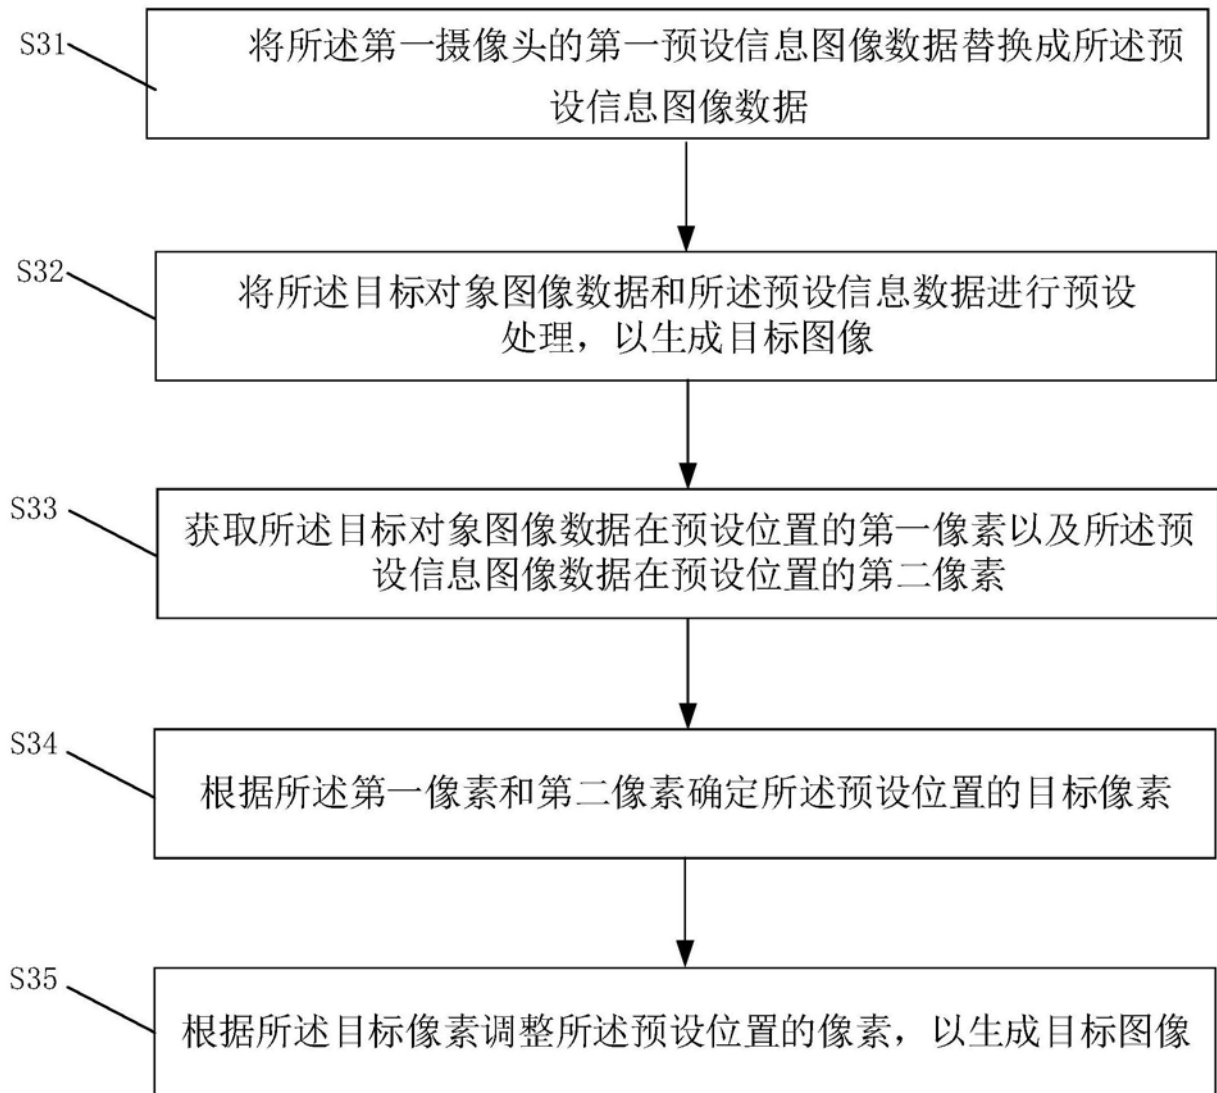 S31
将所述第一摄像头的第一预设信息图像数据替换成所述预
设信息图像数据
S32
将所述目标对象图像数据和所述预设信息数据进行预设
处理，以生成目标图像
S33
获取所述目标对象图像数据在预设位置的第一像素以及所述预
设信息图像数据在预设位置的第二像素
S34
根据所述第一像素和第二像素确定所述预设位置的目标像素
S35
根据所述目标像素调整所述预设位置的像素，以生成目标图像